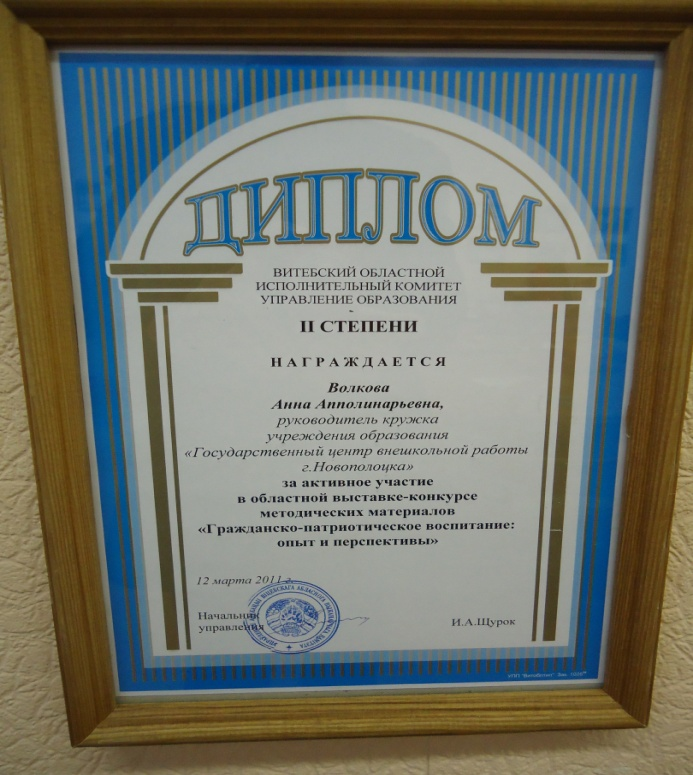 ДИПЛОМ
ВИТЕБСКИЙ ОБЛАСТНОЙ
ИСПОЛНИТЕЛЬНЫЙ КОМИТЕТ
УПРАВЛЕНИЕ ОБРАЗОВАНИЯ
-
II СТЕПЕНИ
НАГРАЖДАЕТСЯ
Волкова
Анна Апполинарьевна,
руководитель кружка
учреждения образования
«Государственный центр внешкольной работы
г.Новополоцка»
за активное участие
в областной выставке-конкурсе
методических материалов
«Гражданско-патриотическое воспитание:
опыт и перспективы»
12 марта 2011 г.
Начальник
управления
И.А.Щурок